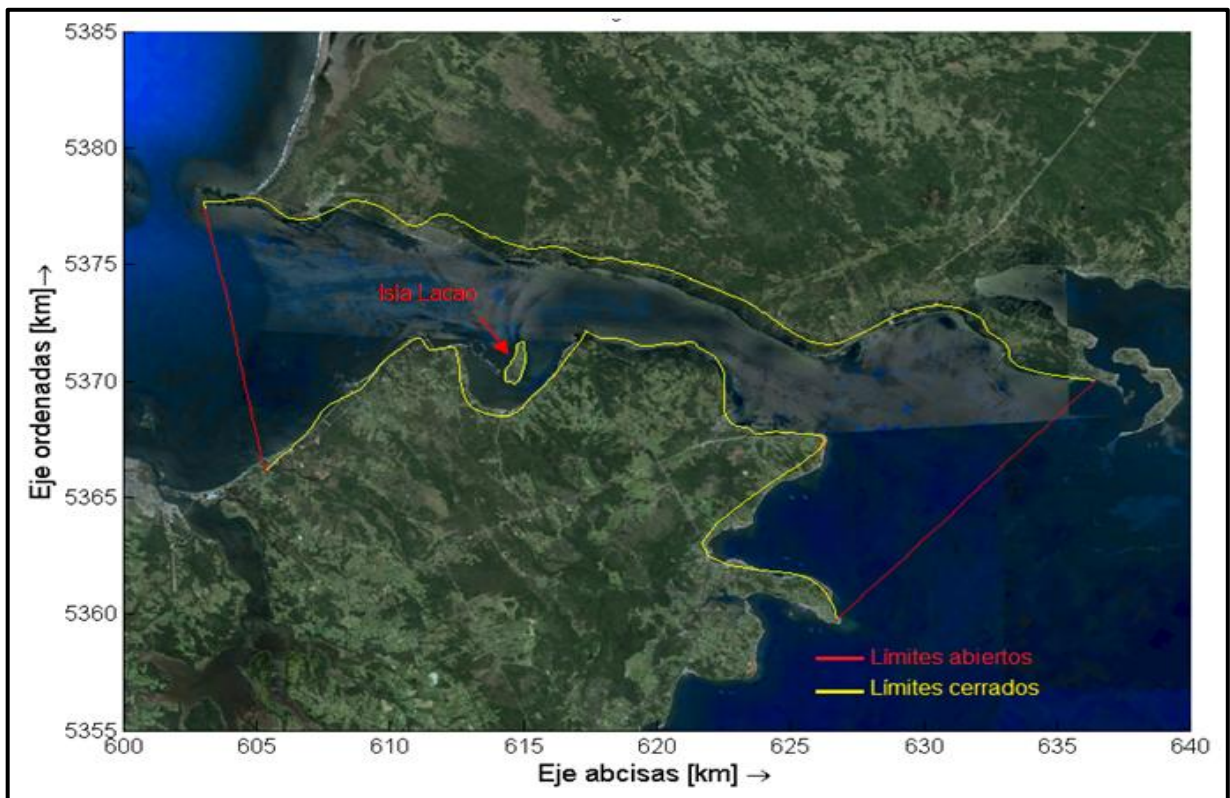 5385
5380
5375
5370
5365
5360
5355
Eje ordenadas [km]→
Isla Lacao
Límites abiertos
Límites cerrados
600 605 610 615 620 625 630 635 640
Eje abcisas [km] →